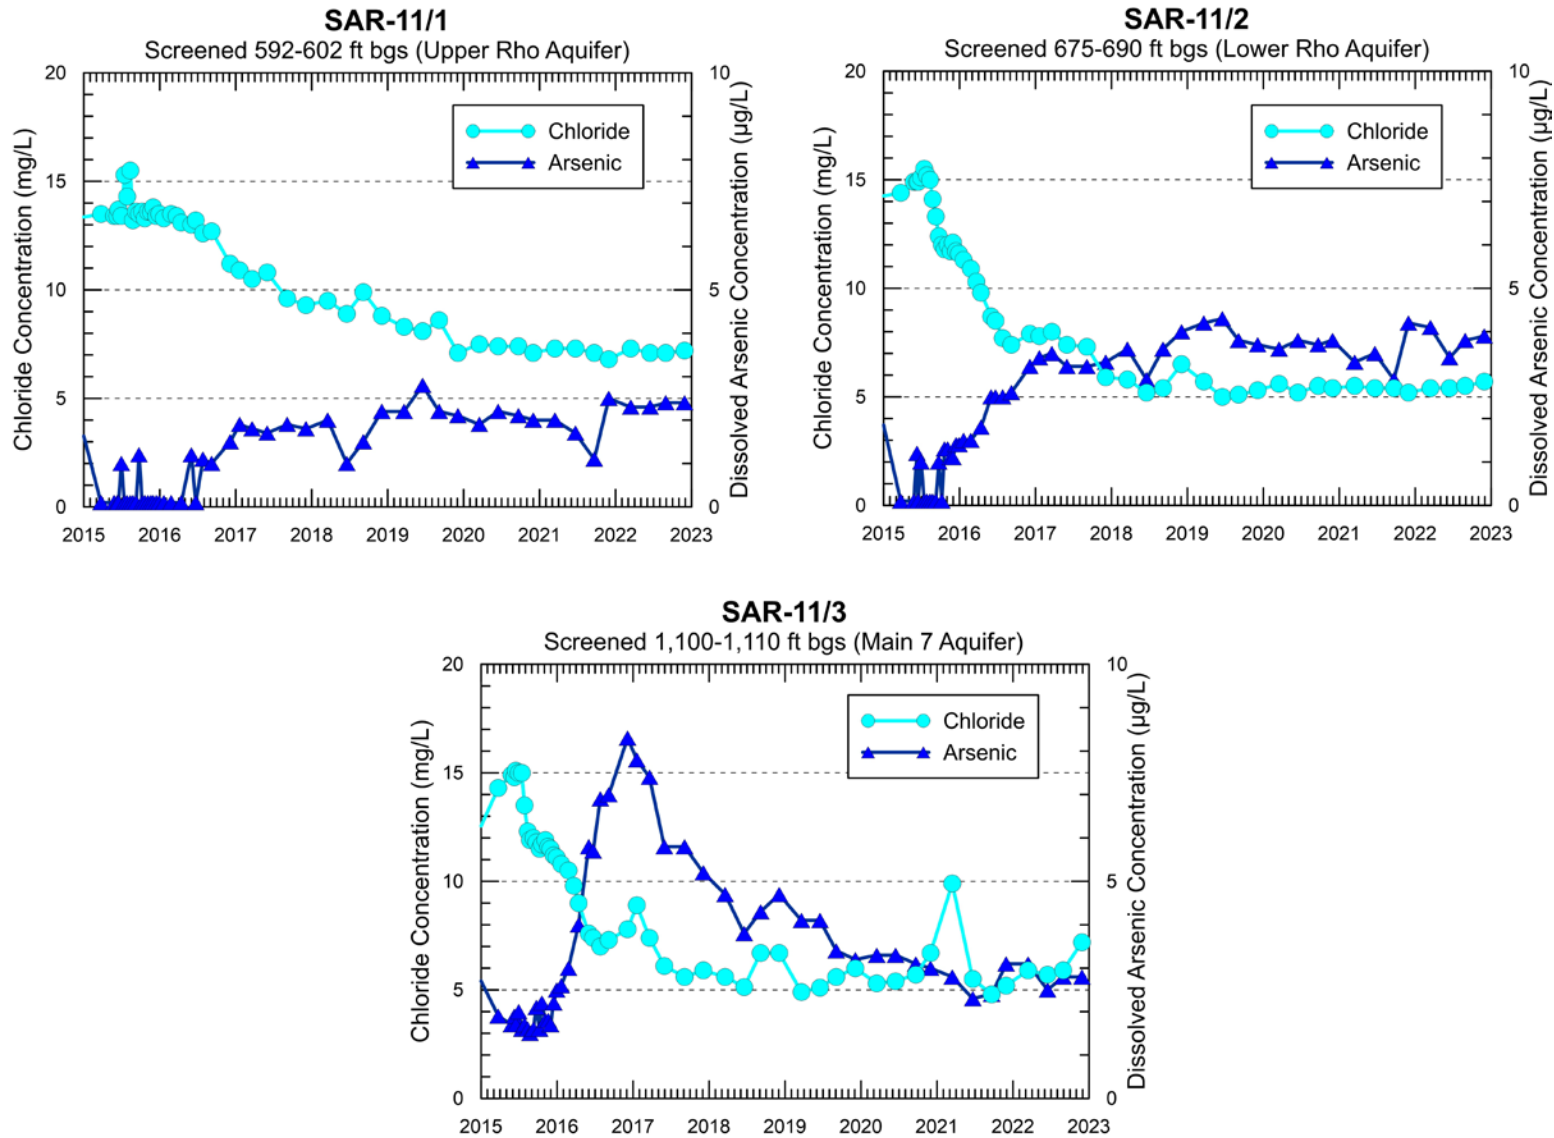 SAR-11/1
Screened 592-602 ft bgs (Upper Rho Aquifer)
20
15
10
5
0
Chloride Concentration (mg/L)
Chloride
Arsenic
10
5
0
Dissolved Arsenic Concentration (µg/L)
2015 2016 2017 2018 2019 2020 2021 2022 2023
SAR-11/2
Screened 675-690 ft bgs (Lower Rho Aquifer)
20
15
10
5
0
Chloride Concentration (mg/L)
Chloride
Arsenic
10
5
0
Dissolved Arsenic Concentration (µg/L)
2015 2016 2017 2018 2019 2020 2021 2022 2023
SAR-11/3
Screened 1,100-1,110 ft bgs (Main 7 Aquifer)
20
15
10
5
0
Chloride Concentration (mg/L)
Chloride
Arsenic
10
5
0
Dissolved Arsenic Concentration (µg/L)
2015 2016 2017 2018 2019 2020 2021 2022 2023